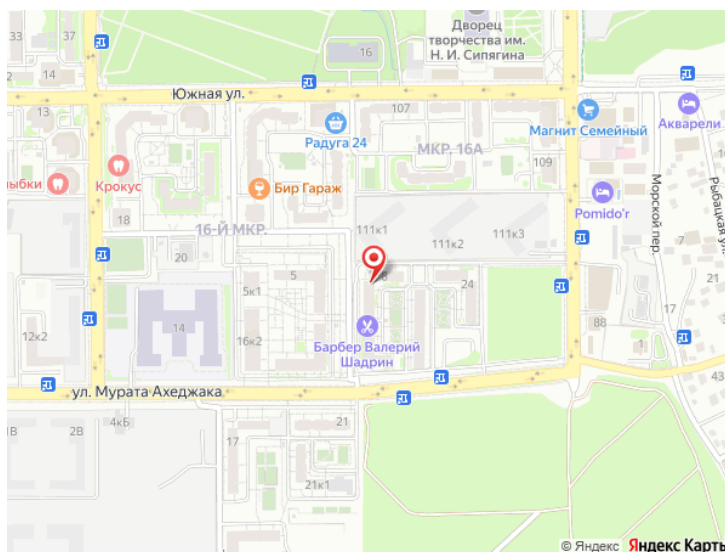 33
37
16
Дворец
творчества им.
Н. И. Сипягина
14
Южная ул.
13
107
Магнит Семейный
Акварели
Радуга 24
МКР. 16А
109
Крокус
лыбки
Бир Гараж
Pomido'r
Морской пер.
Рыбацкая ул.
18
16-Й МКР.
111к1
111к2
111к3
7
20
5
5к1
24
21
14
16к2
12к2
Барбер Валерий
Шадрин
17
88
1
43
ул. Мурата Ахеджака
4кБ
1В
2В
17
21
21к1
© Яндекс Яндекс Карты